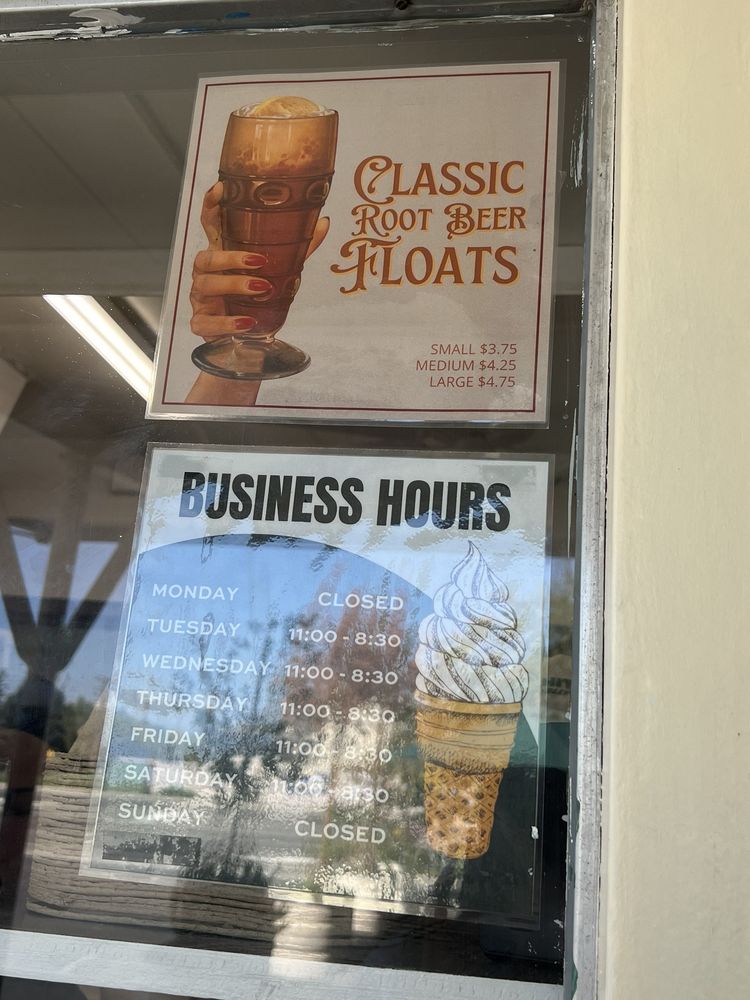 CLASSIC
ROOT BEER
FLOATS
SMALL $3.75
MEDIUM $4.25
LARGE $4.75
BUSINESS HOURS
MONDAY CLOSED
TUESDAY 11:00 - 8:30
WEDNESDAY 11:00 - 8:30
THURSDAY 11:00 - 8:30
FRIDAY 11:00 - 8:30
SATURDAY 11:00 - 8:30
SUNDAY CLOSED